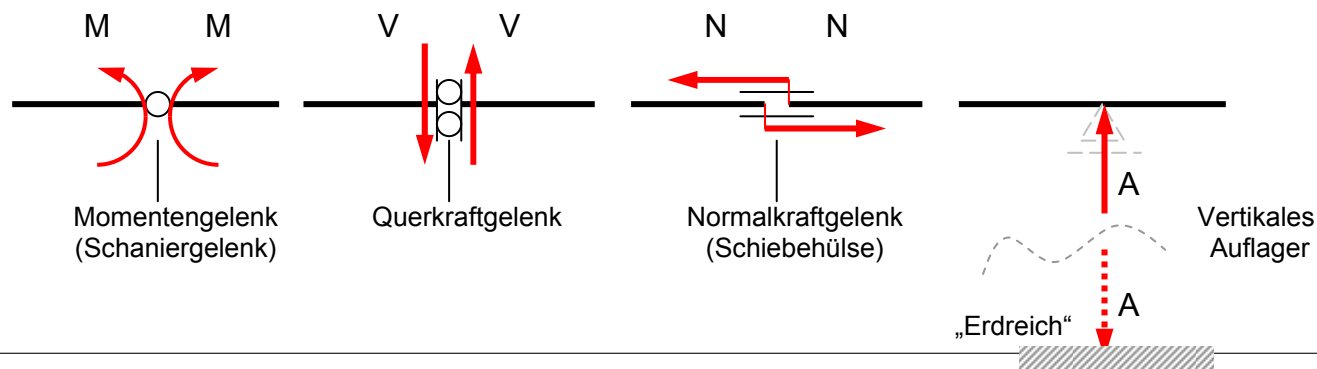 M M
V V
N N
A
Momentengelenk
(Schaniergelenk)
Querkraftgelenk
Normalkraftgelenk
(Schiebehülse)
Vertikales
Auflager
A
„Erdreich“